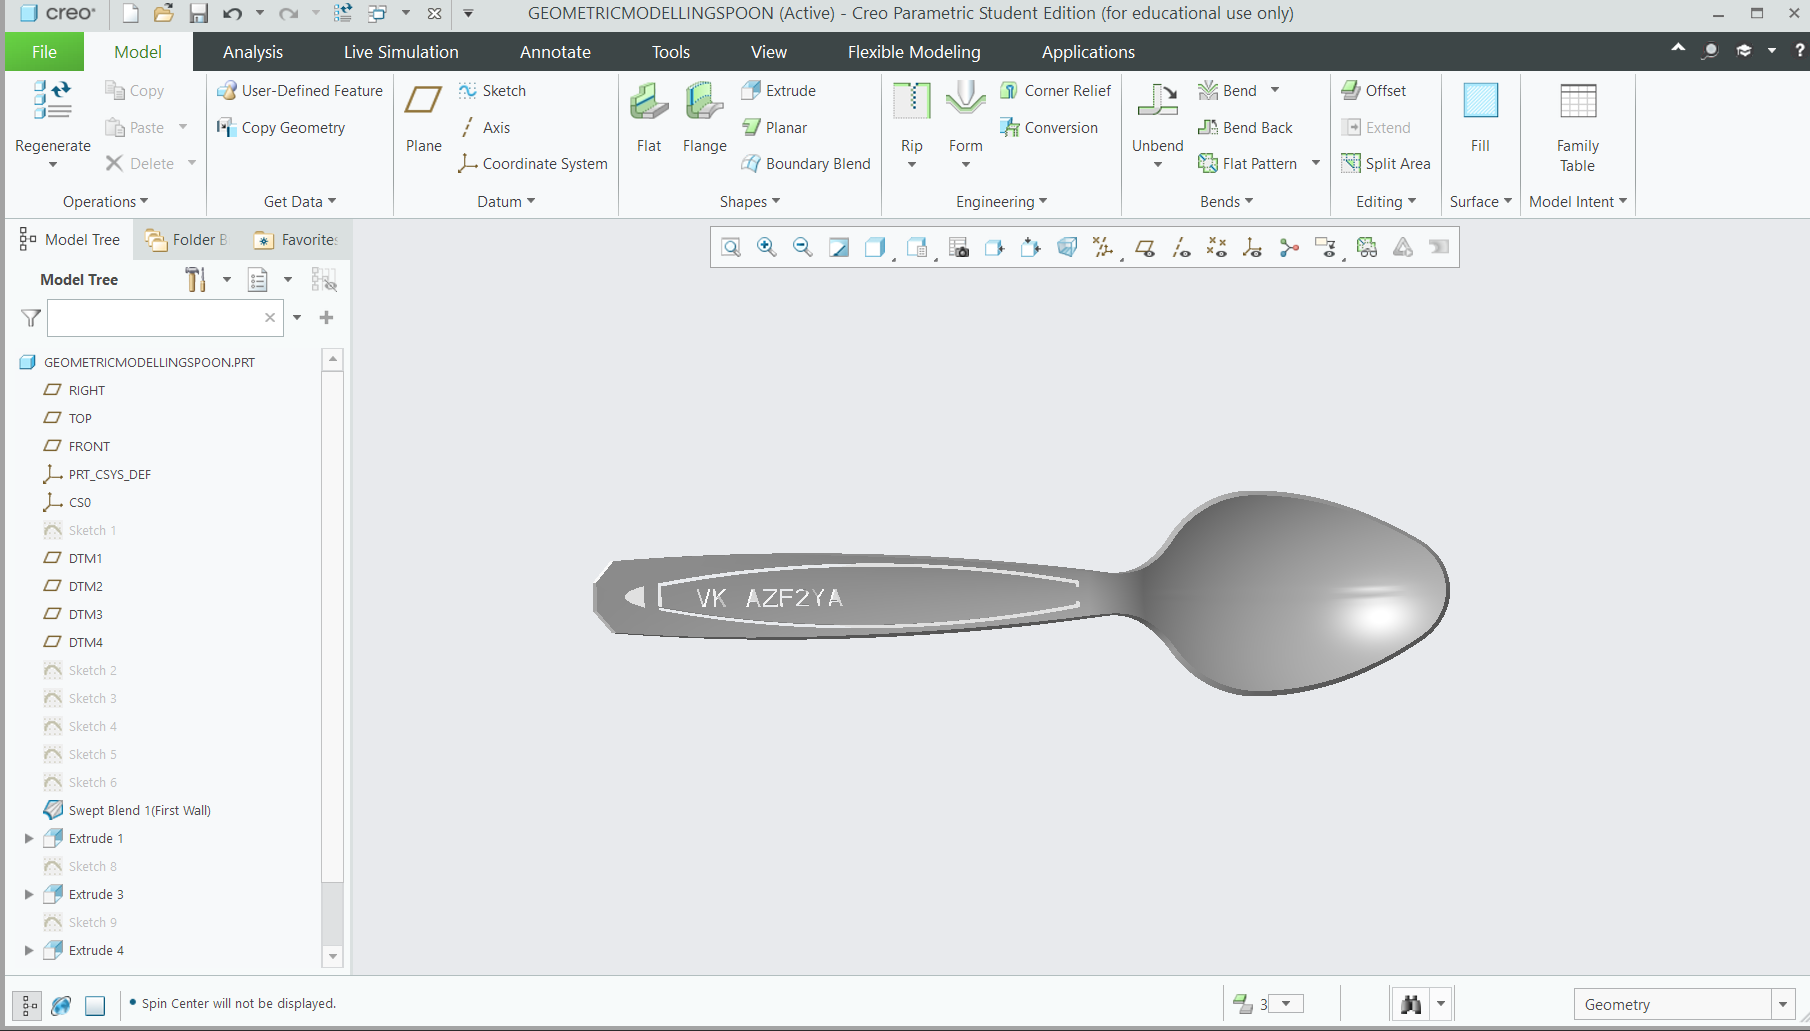 creo
GEOMETRICMODELLINGSPOON (Active) - Creo Parametric Student Edition (for educational use only)
File
Model
Analysis
Live Simulation
Annotate
Tools
View
Flexible Modeling
Applications
Regenerate
Copy
Paste
Delete
Operations
User-Defined Feature
Copy Geometry
Get Data
Plane
Sketch
Axis
Coordinate System
Datum
Flat
Flange
Extrude
Planar
Boundary Blend
Shapes
Rip
Form
Corner Relief
Conversion
Engineering
Unbend
Bend
Bend Back
Flat Pattern
Bends
Offset
Extend
Split Area
Editing
Fill
Surface
Family
Table
Model Intent
Model Tree
Folder B
Favorite
Model Tree
GEOMETRICMODELLINGSPOON.PRT
RIGHT
TOP
FRONT
PRT_CSYS_DEF
CS0
Sketch 1
DTM1
DTM2
DTM3
DTM4
Sketch 2
Sketch 3
Sketch 4
Sketch 5
Sketch 6
Swept Blend 1(First Wall)
Extrude 1
Sketch 8
Extrude 3
Sketch 9
Extrude 4
VK AZF2YA
• Spin Center will not be displayed.
3
Geometry